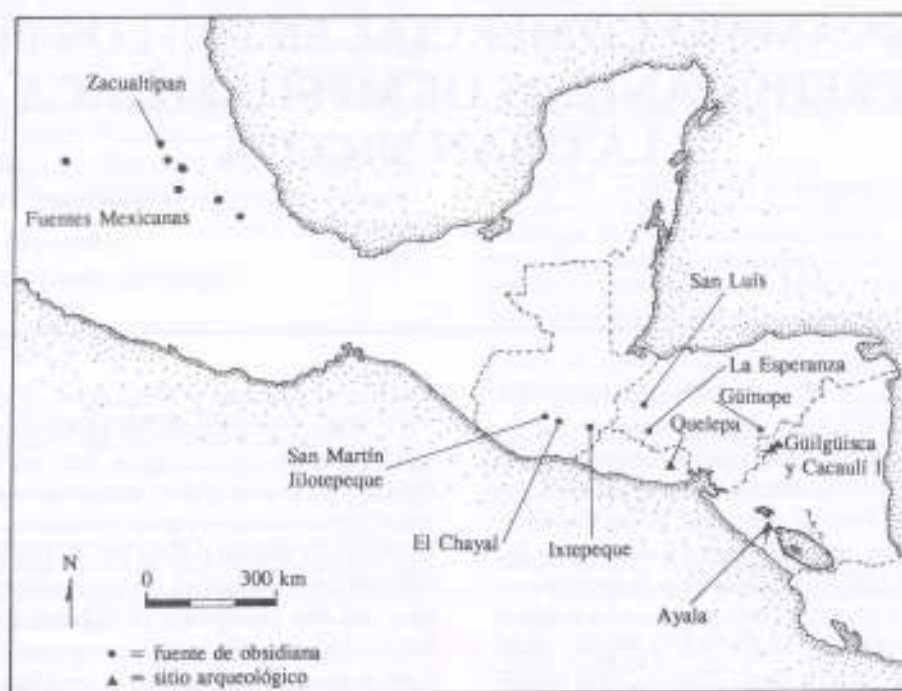 Zacualtipan
Fuentes Mexicanas
San Luís
La Esperanza
Güinope
Quelepa
Güilgüisca
y Cacaulí I
San Martín
Jilotepeque
El Chayal
Ixtepeque
Ayala
N
0 300 km
• = fuente de obsidiana
▲ = sitio arqueológico